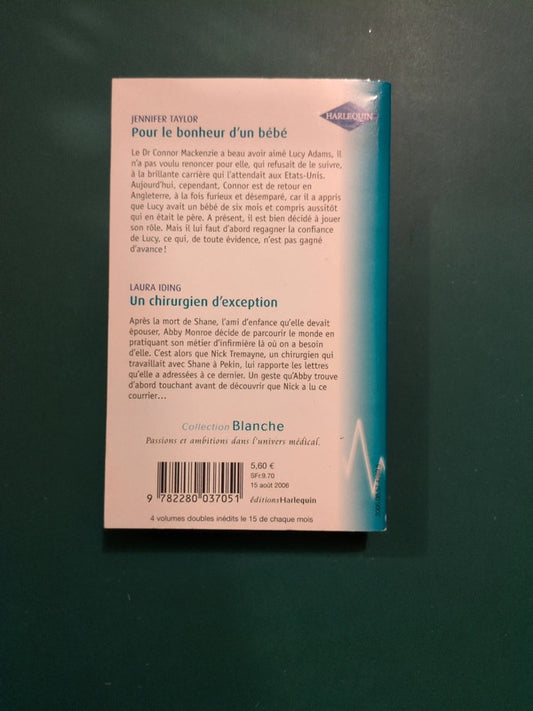 HARLEQUIN
JENNIFER TAYLOR
Pour le bonheur d'un bébé
Le Dr Connor Mackenzie a beau avoir aimé Lucy Adams, il
n'a pas voulu renoncer pour elle, qui refusait de le suivre,
à la brillante carrière qui l'attendait aux Etats-Unis.
Aujourd'hui, cependant, Connor est de retour en
Angleterre, à la fois furieux et désemparé, car il a appris
que Lucy avait un bébé de six mois et compris aussitôt
qui en était le père. A présent, il est bien décidé à jouer
son rôle. Mais il lui faut d'abord regagner la confiance
de Lucy, ce qui, de toute évidence, n'est pas gagné
d'avance !
LAURA IDING
Un chirurgien d'exception
Après la mort de Shane, l'ami d'enfance qu'elle devait
épouser, Abby Monroe décide de parcourir le monde en
pratiquant son métier d'infirmière là où on a besoin
d'elle. C'est alors que Nick Tremayne, un chirurgien qui
travaillait avec Shane à Pekin, lui rapporte les lettres
qu'elle a adressées à ce dernier. Un geste qu'Abby trouve
d'abord touchant avant de découvrir que Nick a lu ce
courrier...
Collection Blanche
Passions et ambitions dans l'univers médical.
5,60 €
SFr.9.70
15 août 2006
éditionsHarlequin
9 782280 037051
4 volumes doubles inédits le 15 de chaque mois